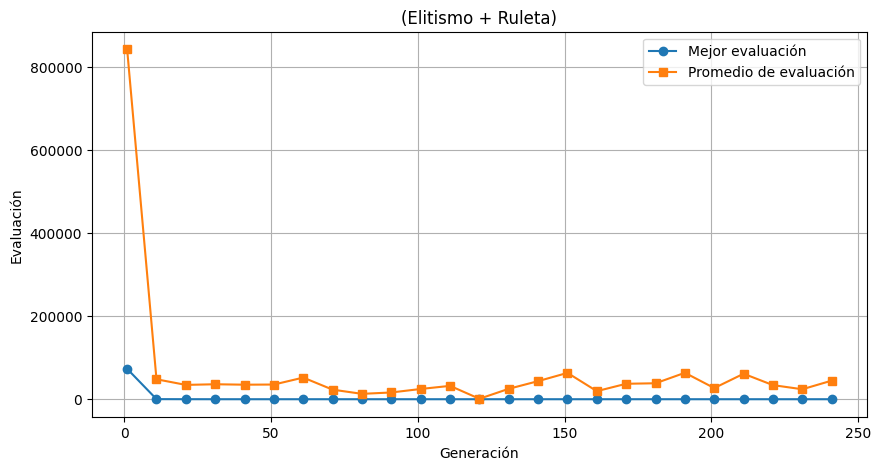 (Elitismo + Ruleta)
Mejor evaluación
Promedio de evaluación
800000
600000
400000
200000
0
Evaluación
0 50 100 150 200 250
Generación